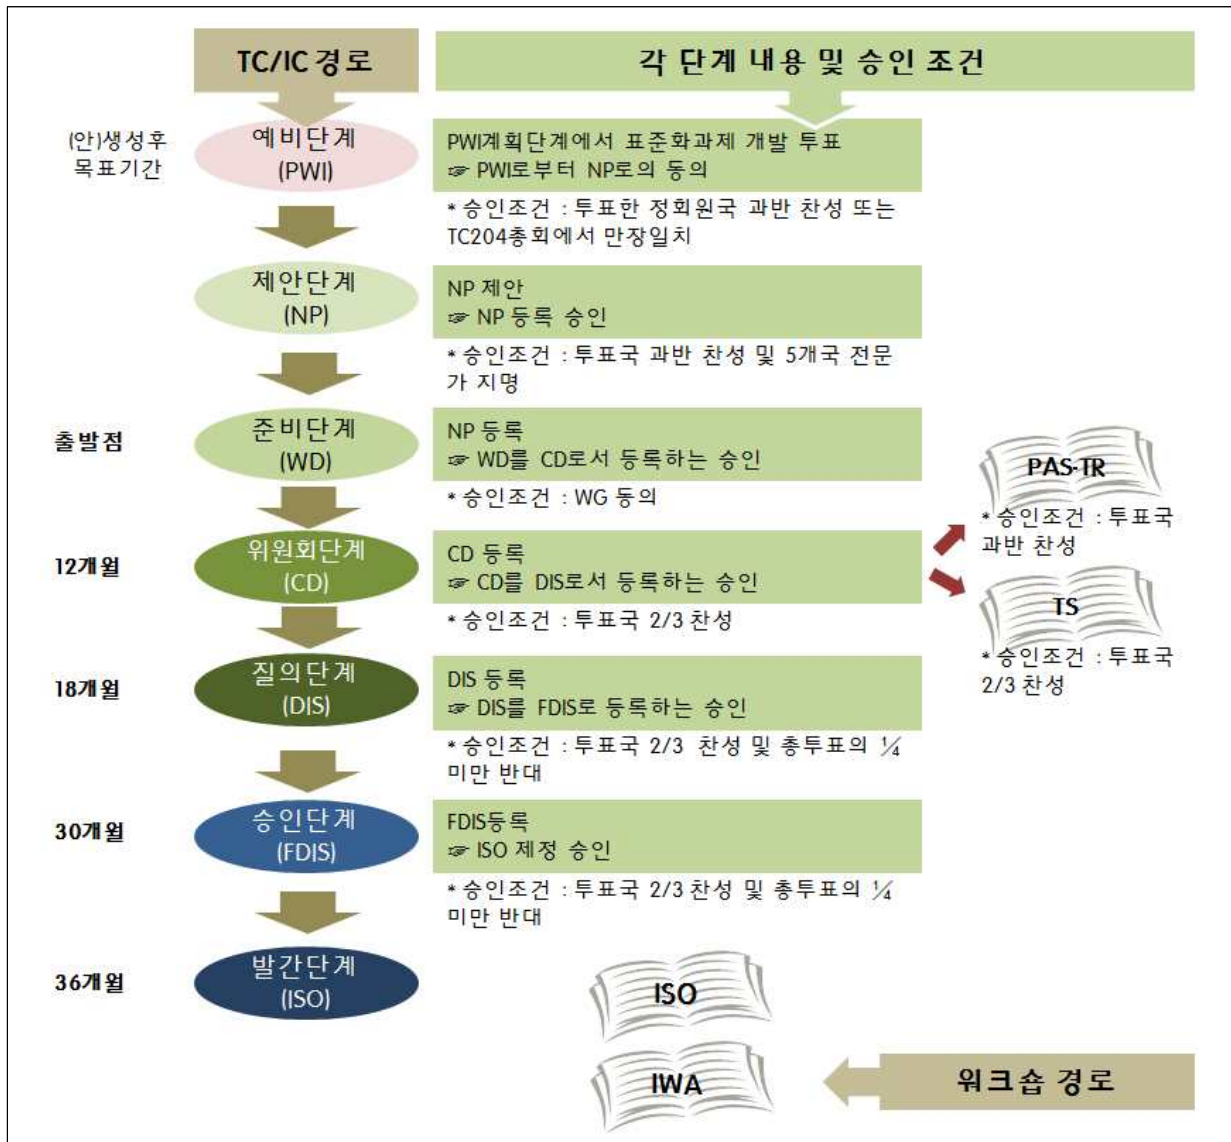 TC/IC 경로
각 단계 내용 및 승인 조건
(안)생성후
목표기간
예비단계
(PWI)
PWI계획단계에서 표준화과제 개발 투표
☞ PWI로부터 NP로의 동의
* 승인조건 : 투표한 정회원국 과반 찬성 또는
TC204총회에서 만장일치
제안단계
(NP)
NP 제안
☞ NP 등록 승인
* 승인조건 : 투표국 과반 찬성 및 5개국 전문
가 지명
출발점
준비단계
(WD)
NP 등록
☞ WD를 CD로서 등록하는 승인
* 승인조건 : WG 동의
PAS-TR
* 승인조건 : 투표국
과반 찬성
12개월
위원회단계
(CD)
CD 등록
☞ CD를 DIS로서 등록하는 승인
* 승인조건 : 투표국 2/3 찬성
TS
* 승인조건 : 투표국
2/3 찬성
18개월
질의단계
(DIS)
DIS 등록
☞ DIS를 FDIS로 등록하는 승인
* 승인조건 : 투표국 2/3 찬성 및 총투표의 ¼
미만 반대
30개월
승인단계
(FDIS)
FDIS등록
☞ ISO 제정 승인
* 승인조건 : 투표국 2/3 찬성 및 총투표의 ¼
미만 반대
36개월
발간단계
(ISO)
ISO
IWA
워크숍 경로